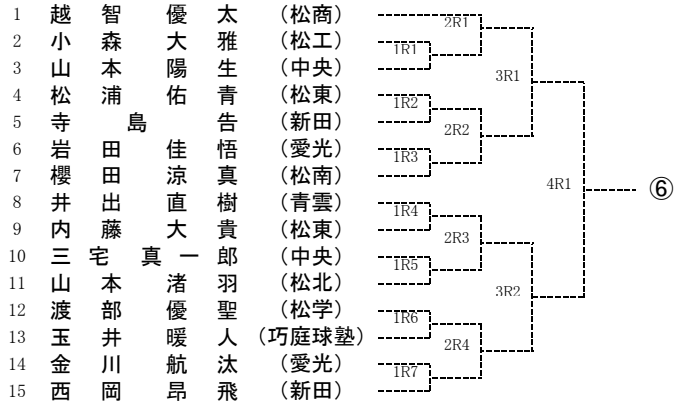 1 越智 優太 (松商)
2 小森 大雅 (松工)
3 山本 陽生 (中央)
4 松浦 佑青 (松東)
5 寺島 告 (新田)
6 岩田 佳悟 (愛光)
7 櫻田 涼真 (松南)
8 井出 直樹 (青雲)
9 内藤 大貴 (松東)
10 三宅 真一郎 (中央)
11 山本 渚羽 (松北)
12 渡部 優聖 (松学)
13 玉井 暖人 (巧庭球塾)
14 金川 航汰 (愛光)
15 西岡 昂飛 (新田)
2R1
1R1
3R1
1R2
2R2
1R3
4R1
⑥
1R4
2R3
1R5
3R2
1R6
2R4
1R7